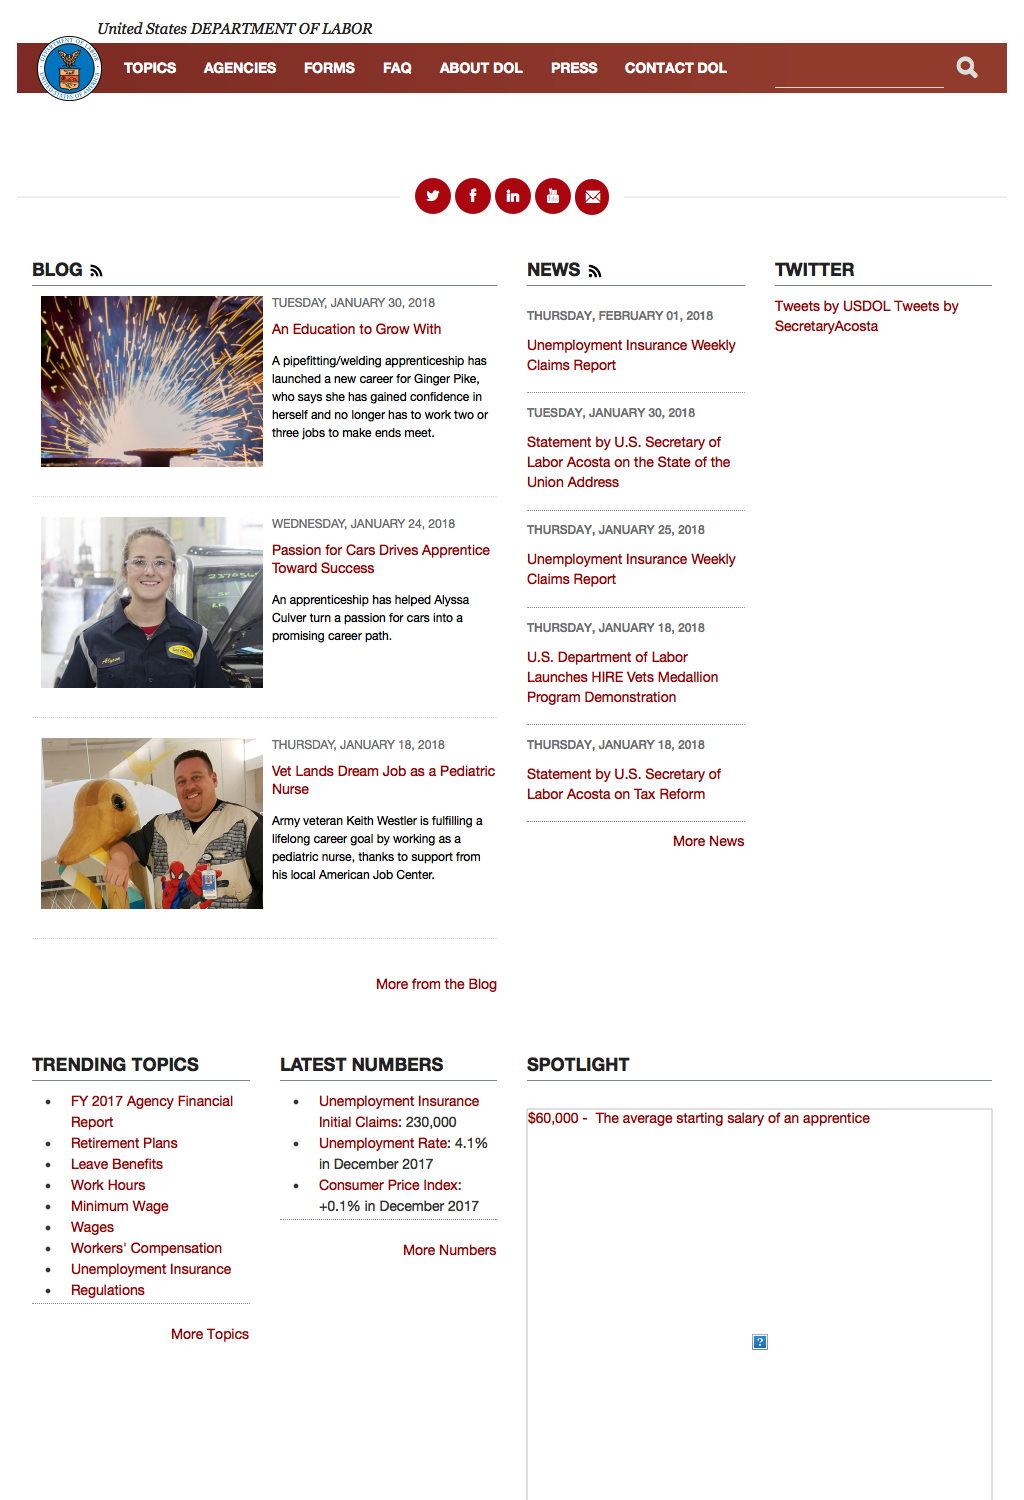 United States DEPARTMENT OF LABOR
TOPICS AGENCIES FORMS FAQ ABOUT DOL PRESS CONTACT DOL
BLOG
TUESDAY, JANUARY 30, 2018
An Education to Grow With
A pipefitting/welding apprenticeship has
launched a new career for Ginger Pike,
who says she has gained confidence in
herself and no longer has to work two or
three jobs to make ends meet.
WEDNESDAY, JANUARY 24, 2018
Passion for Cars Drives Apprentice
Toward Success
An apprenticeship has helped Alyssa
Culver turn a passion for cars into a
promising career path.
THURSDAY, JANUARY 18, 2018
Vet Lands Dream Job as a Pediatric
Nurse
Army veteran Keith Westler is fulfilling a
lifelong career goal by working as a
pediatric nurse, thanks to support from
his local American Job Center.
More from the Blog
NEWS
THURSDAY, FEBRUARY 01, 2018
Unemployment Insurance Weekly
Claims Report
TUESDAY, JANUARY 30, 2018
Statement by U.S. Secretary of
Labor Acosta on the State of the
Union Address
THURSDAY, JANUARY 25, 2018
Unemployment Insurance Weekly
Claims Report
THURSDAY, JANUARY 18, 2018
U.S. Department of Labor
Launches HIRE Vets Medallion
Program Demonstration
THURSDAY, JANUARY 18, 2018
Statement by U.S. Secretary of
Labor Acosta on Tax Reform
More News
TWITTER
Tweets by USDOL Tweets by
SecretaryAcosta
TRENDING TOPICS
FY 2017 Agency Financial
Report
Retirement Plans
Leave Benefits
Work Hours
Minimum Wage
Wages
Workers' Compensation
Unemployment Insurance
Regulations
More Topics
LATEST NUMBERS
Unemployment Insurance
Initial Claims: 230,000
Unemployment Rate: 4.1%
in December 2017
Consumer Price Index:
+0.1% in December 2017
More Numbers
SPOTLIGHT
$60,000 - The average starting salary of an apprentice